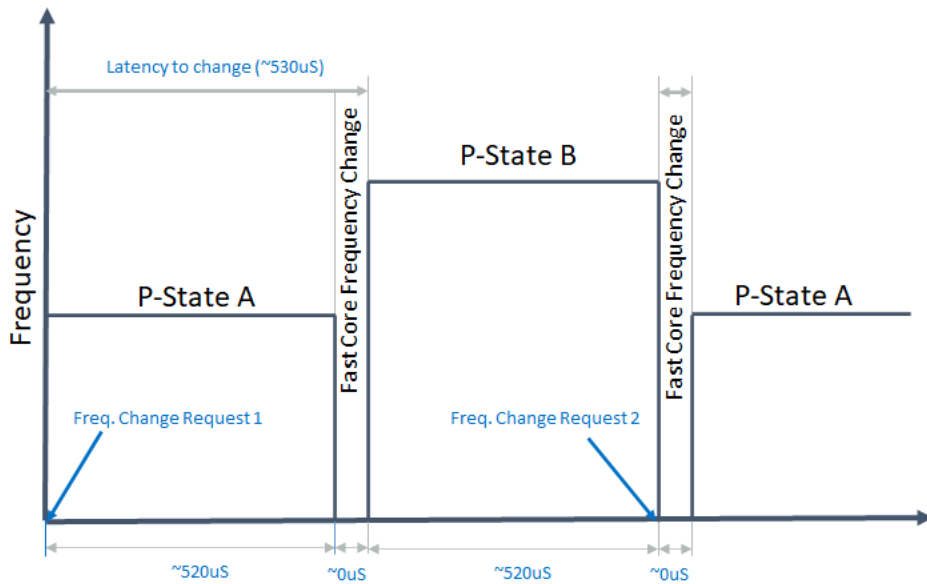 Latency to change (~530uS)
Fast Core Frequency Change
Fast Core Frequency Change
P-State B
Frequency
P-State A
P-State A
Freq. Change Request 1
Freq. Change Request 2
~520uS
~0uS
~520uS
~0uS